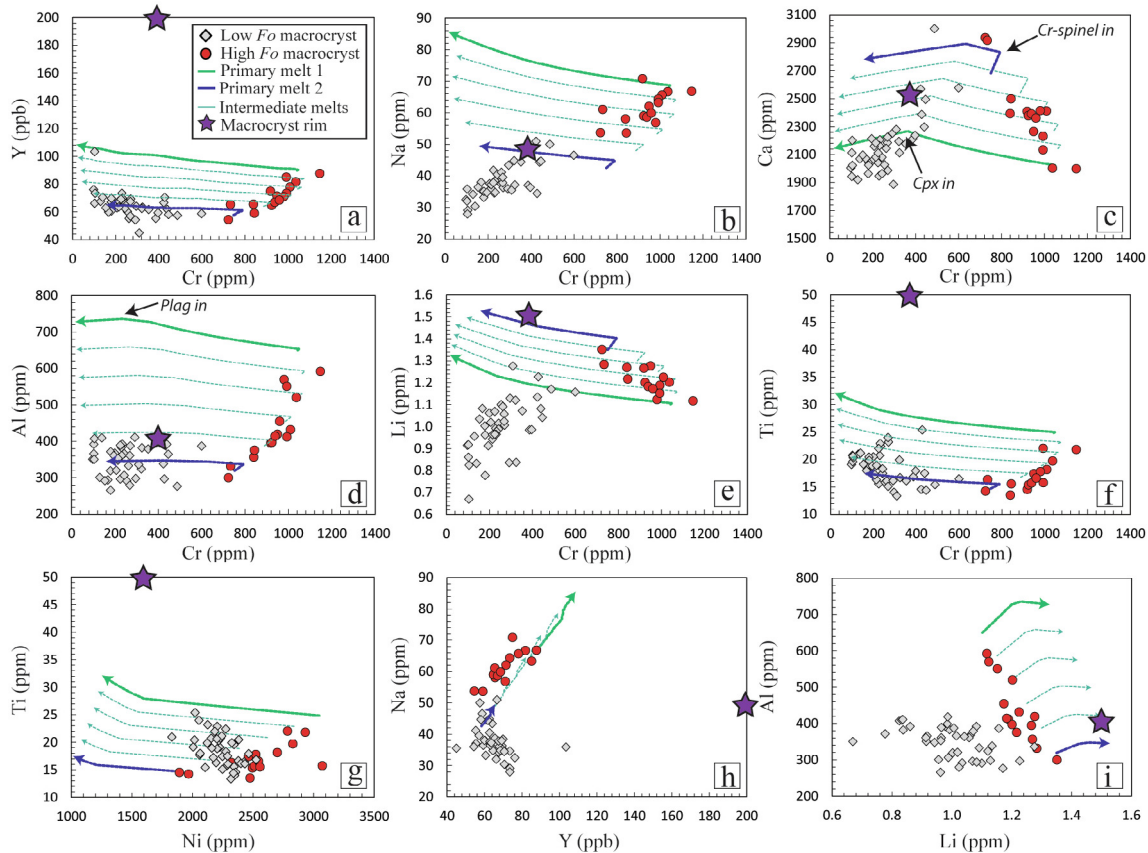 200
180
160
140
120
100
80
60
40
Y (ppb)
Low Fo macrocryst
High Fo macrocryst
Primary melt 1
Primary melt 2
Intermediate melts
Macrocryst rim
a
0 200 400 600 800 1000 1200 1400
Cr (ppm)
90
80
70
60
50
40
30
20
Na (ppm)
b
0 200 400 600 800 1000 1200 1400
Cr (ppm)
3100
2900
2700
2500
2300
2100
1900
1700
1500
Ca (ppm)
Cr-spinel in
Cpx in
c
0 200 400 600 800 1000 1200 1400
Cr (ppm)
800
700
600
500
400
300
200
Al (ppm)
Plag in
d
0 200 400 600 800 1000 1200 1400
Cr (ppm)
1.6
1.5
1.4
1.3
1.2
1.1
1.0
0.9
0.8
0.7
0.6
Li (ppm)
e
0 200 400 600 800 1000 1200 1400
Cr (ppm)
50
45
40
35
30
25
20
15
10
Ti (ppm)
f
0 200 400 600 800 1000 1200 1400
Cr (ppm)
50
45
40
35
30
25
20
15
10
Ti (ppm)
g
1000 1500 2000 2500 3000 3500
Ni (ppm)
90
80
70
60
50
40
30
20
Na (ppm)
h
40 60 80 100 120 140 160 180 200
Y (ppb)
800
700
600
500
400
300
200
Al (ppm)
i
0.6 0.8 1.0 1.2 1.4 1.6
Li (ppm)